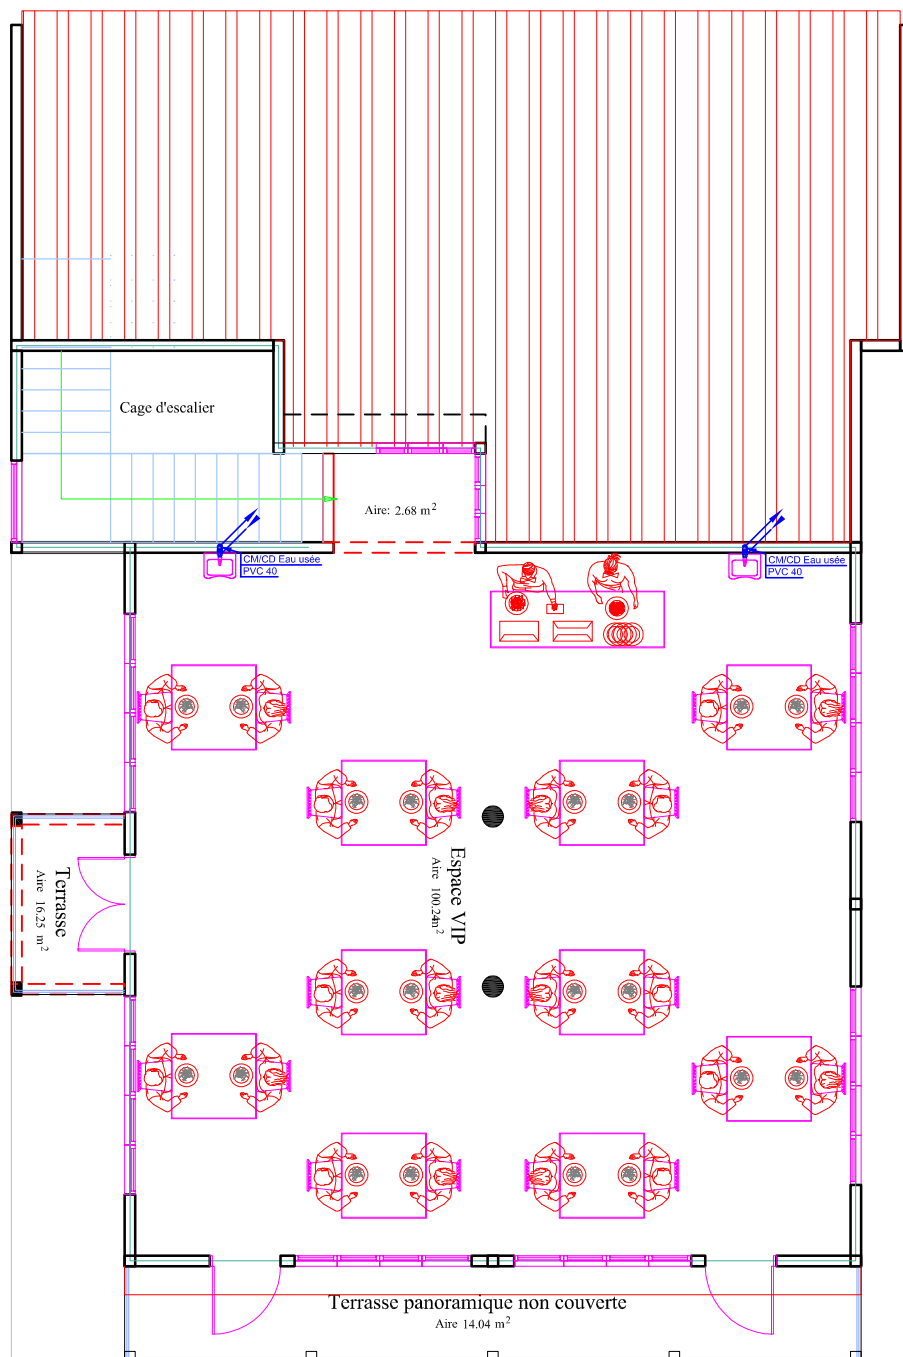 Cage d'escalier
Aire: 2.68 m²
CM/CD Eau usée
PVC 40
CM/CD Eau usée
PVC 40
Espace VIP
Aire 100.24m²
Terrasse
Aire 16.25 m²
Terrasse panoramique non couverte
Aire 14.04 m²